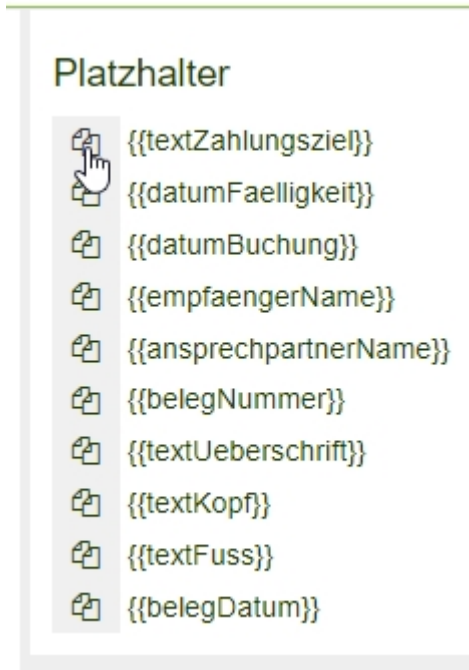 Platzhalter
{{textZahlungsziel}}
{{datumFaelligkeit}}
{{datumBuchung}}
{{empfaengerName}}
{{ansprechpartnerName}}
{{belegNummer}}
{{textUeberschrift}}
{{textKopf}}
{{textFuss}}
{{belegDatum}}